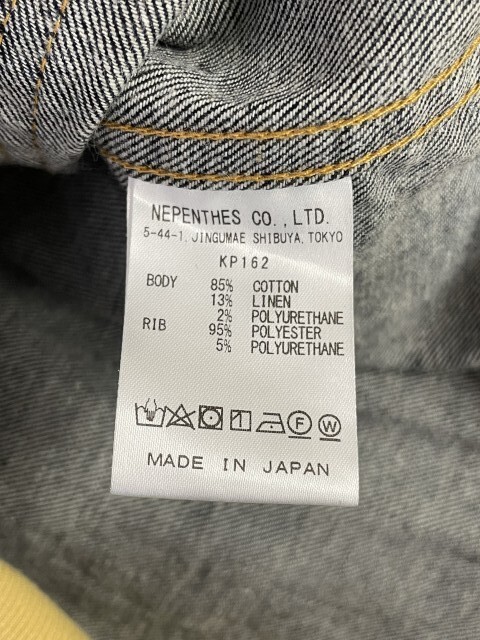 NEPENTHES CO.,LTD.
5-44-1,JINGUMAE SHIBUYA,TOKYO
KP162
BODY 85% COTTON
13% LINEN
2% POLYURETHANE
RIB 95% POLYESTER
5% POLYURETHANE
F W
MADE IN JAPAN